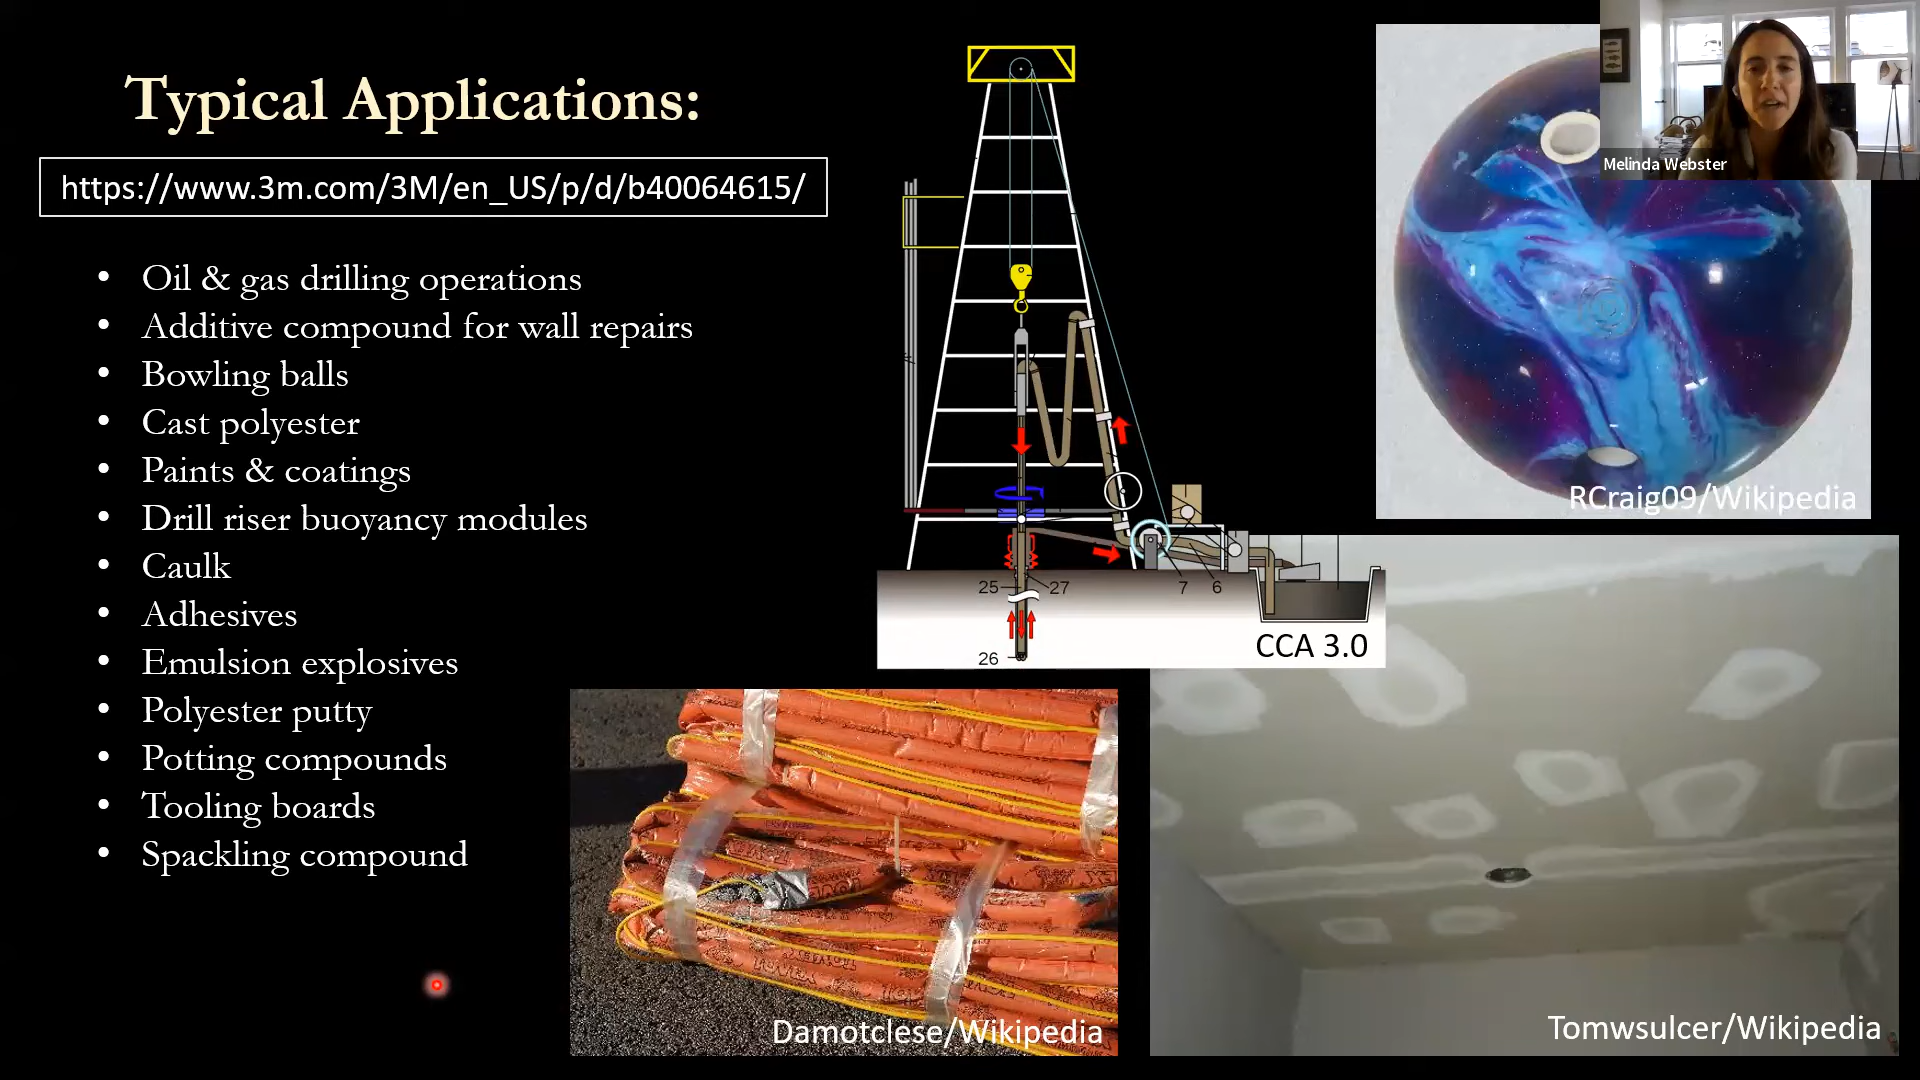 Typical Applications:
https://www.3m.com/3M/en_US/p/d/b40064615/
• Oil & gas drilling operations
• Additive compound for wall repairs
• Bowling balls
• Cast polyester
• Paints & coatings
• Drill riser buoyancy modules
• Caulk
• Adhesives
• Emulsion explosives
• Polyester putty
• Potting compounds
• Tooling boards
• Spackling compound
25
27
7
6
26
CCA 3.0
Melinda Webster
RCraig09/Wikipedia
Damotclese/Wikipedia
Tomwsulcer/Wikipedia